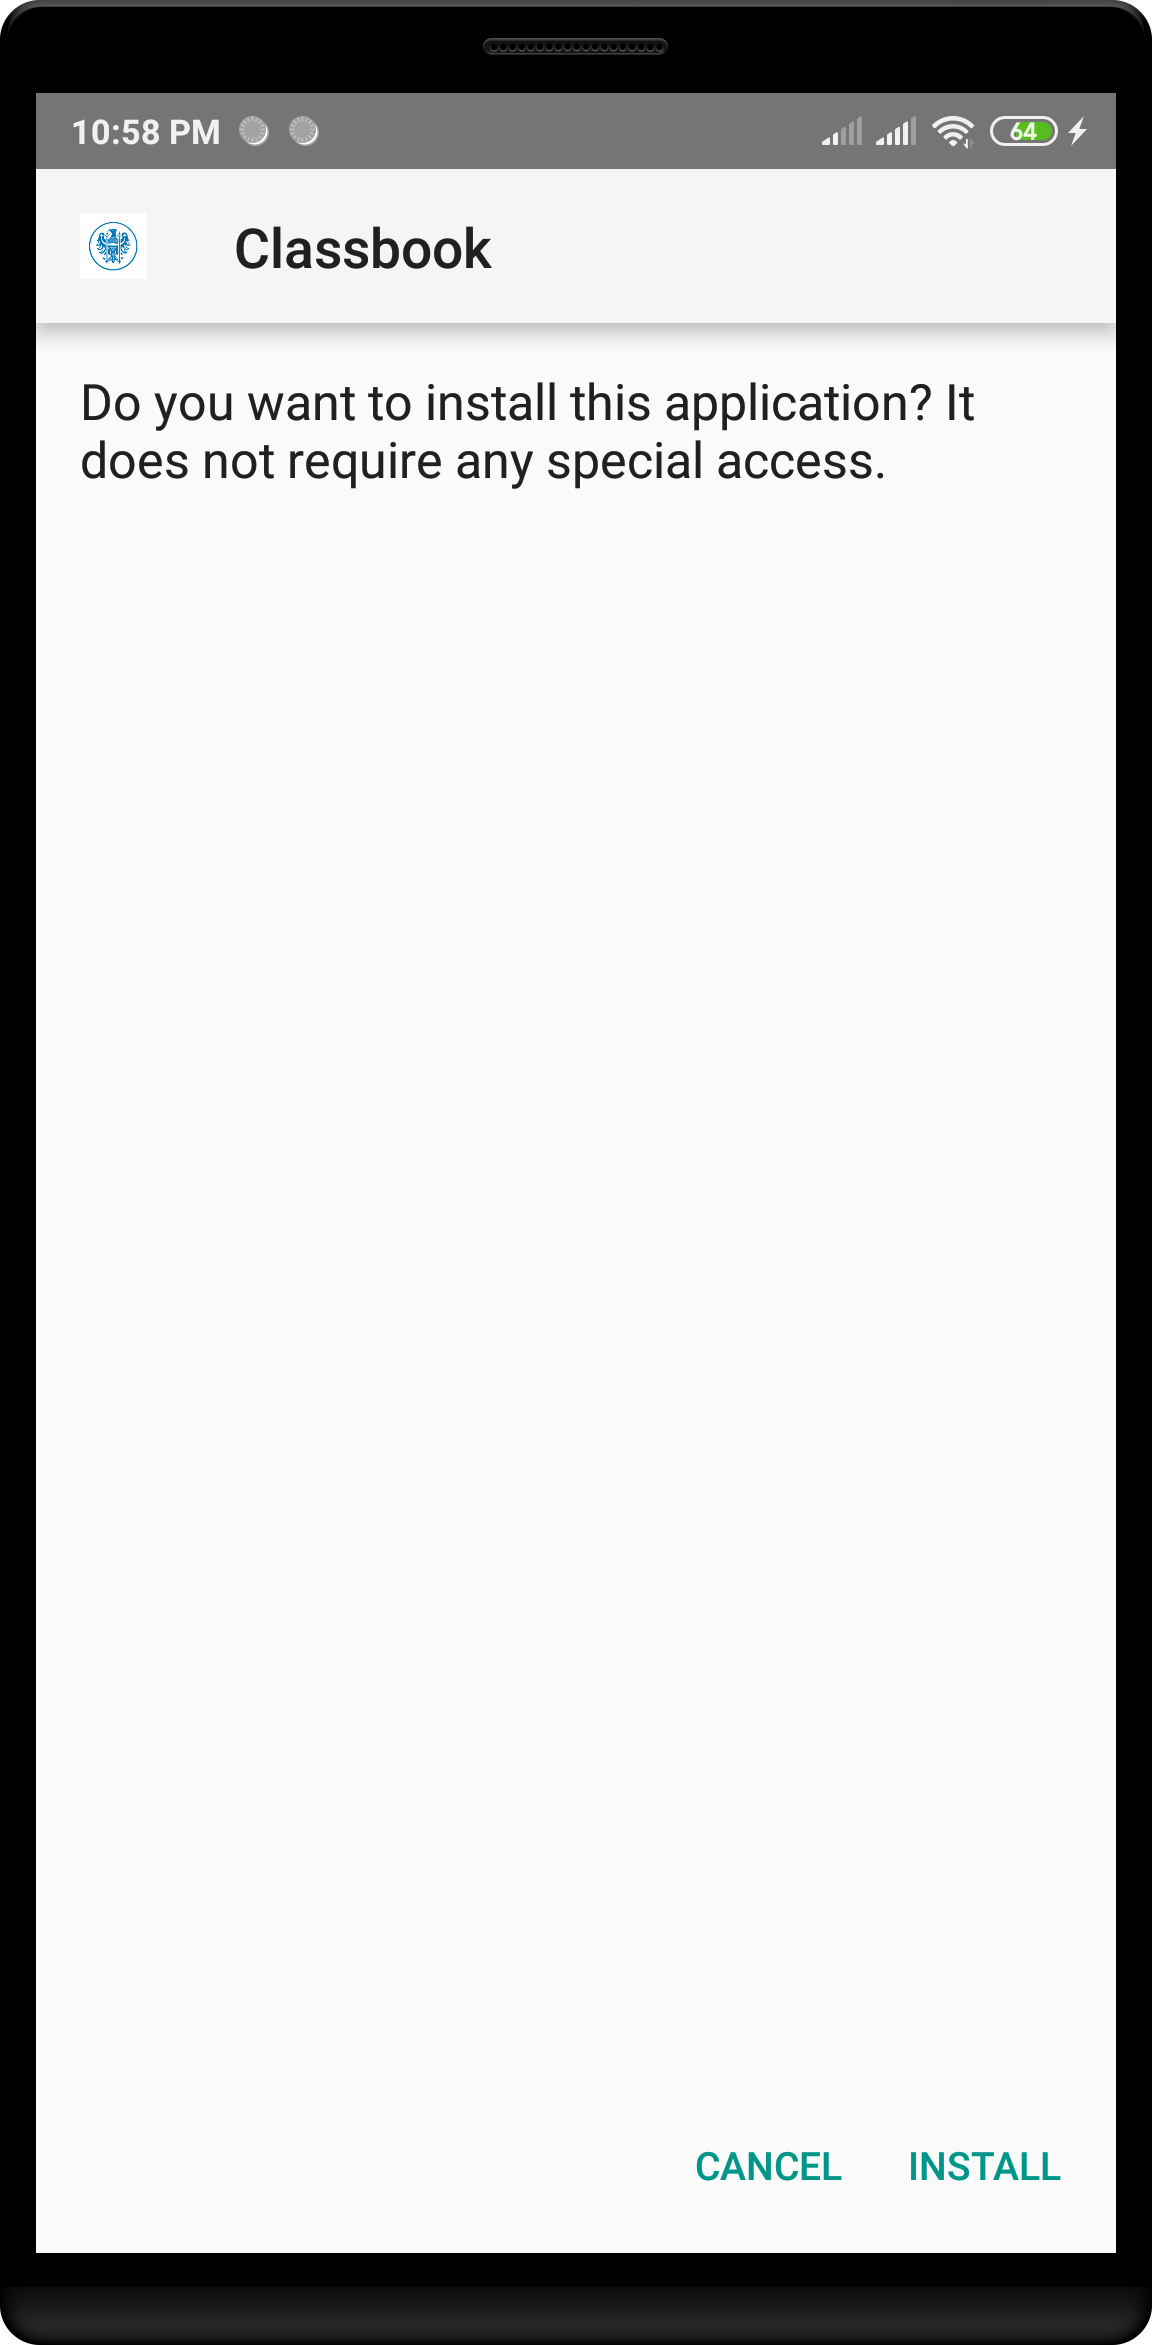 10:58 PM 64
Classbook
Do you want to install this application? It
does not require any special access.
CANCEL INSTALL